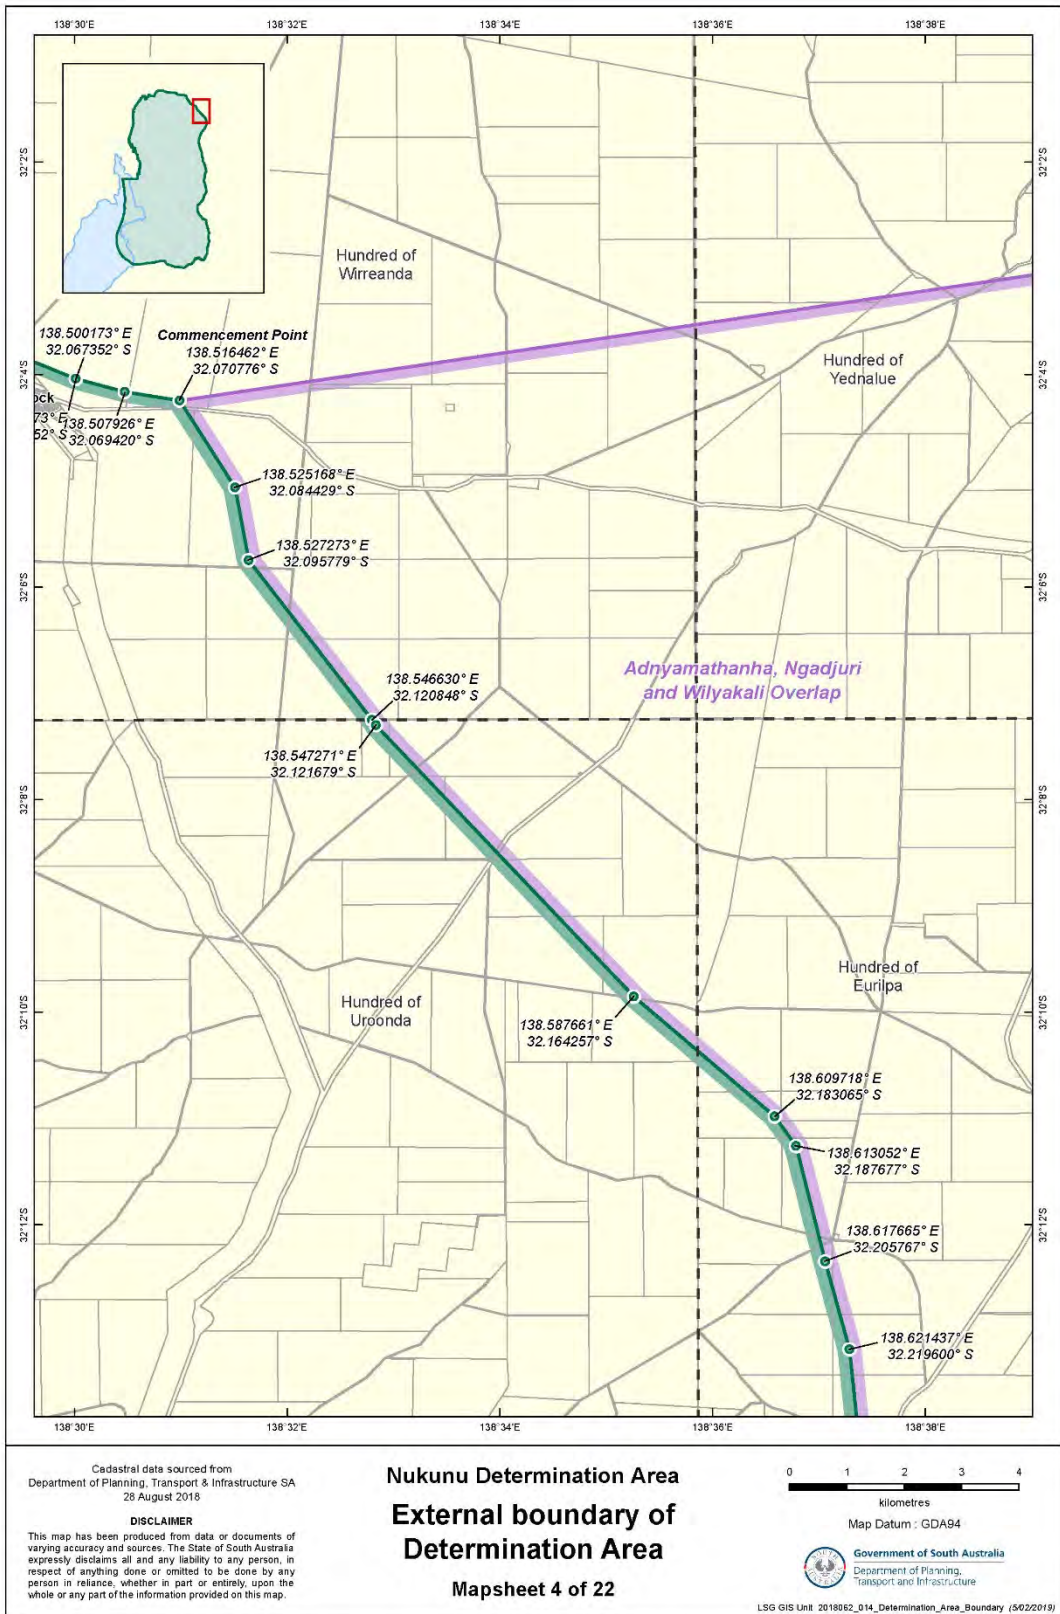 138°30'E 138°32'E 138°34'E 138°36'E 138°38'E
32°2'S 32°2'S
Hundred of
Wirreanda
138.500173° E
32.067352° S
Commencement Point
138.516462° E
32.070776° S
32°4'S 32°4'S
Hundred of
Yednalue
ock
73° E
52° S
138.507926° E
32.069420° S
138.525168° E
32.084429° S
138.527273° E
32.095779° S
32°6'S 32°6'S
Adnyamathanha, Ngadjuri
and Wilyakali Overlap
138.546630° E
32.120848° S
138.547271° E
32.121679° S
32°8'S 32°8'S
Hundred of
Eurilpa
Hundred of
Uroonda
32°10'S 32°10'S
138.587661° E
32.164257° S
138.609718° E
32.183065° S
138.613052° E
32.187677° S
32°12'S 32°12'S
138.617665° E
32.205767° S
138.621437° E
32.219600° S
138°30'E 138°32'E 138°34'E 138°36'E 138°38'E
Cadastral data sourced from
Department of Planning, Transport & Infrastructure SA
28 August 2018
DISCLAIMER
This map has been produced from data or documents of
varying accuracy and sources. The State of South Australia
expressly disclaims all and any liability to any person, in
respect of anything done or omitted to be done by any
person in reliance, whether in part or entirely, upon the
whole or any part of the information provided on this map.
Nukunu Determination Area
External boundary of
Determination Area
Mapsheet 4 of 22
0 1 2 3 4
kilometres
Map Datum : GDA94
Government of South Australia
Department of Planning,
Transport and Infrastructure
LSG GIS Unit 2018062_014_Determination_Area_Boundary (5/02/2019)